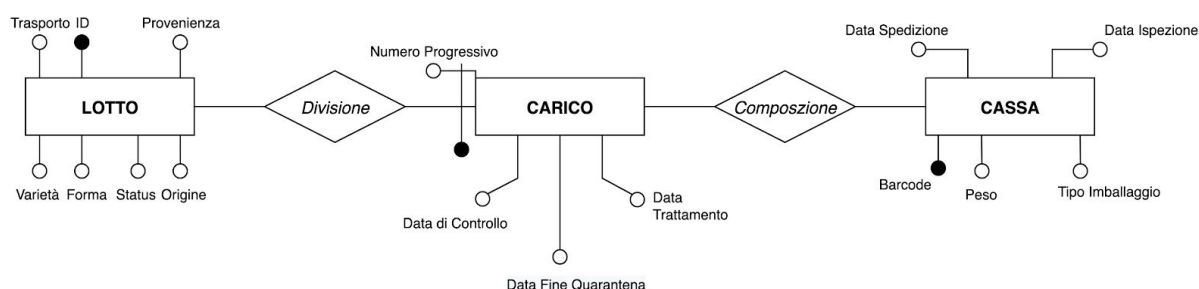 Trasporto ID
Provenienza
Numero Progressivo
Data Spedizione
Data Ispezione
LOTTO
Divisione
CARICO
Composzione
CASSA
Varietà
Forma
Status
Origine
Barcode
Peso
Tipo Imballaggio
Data di Controllo
Data
Trattamento
Data Fine Quarantena